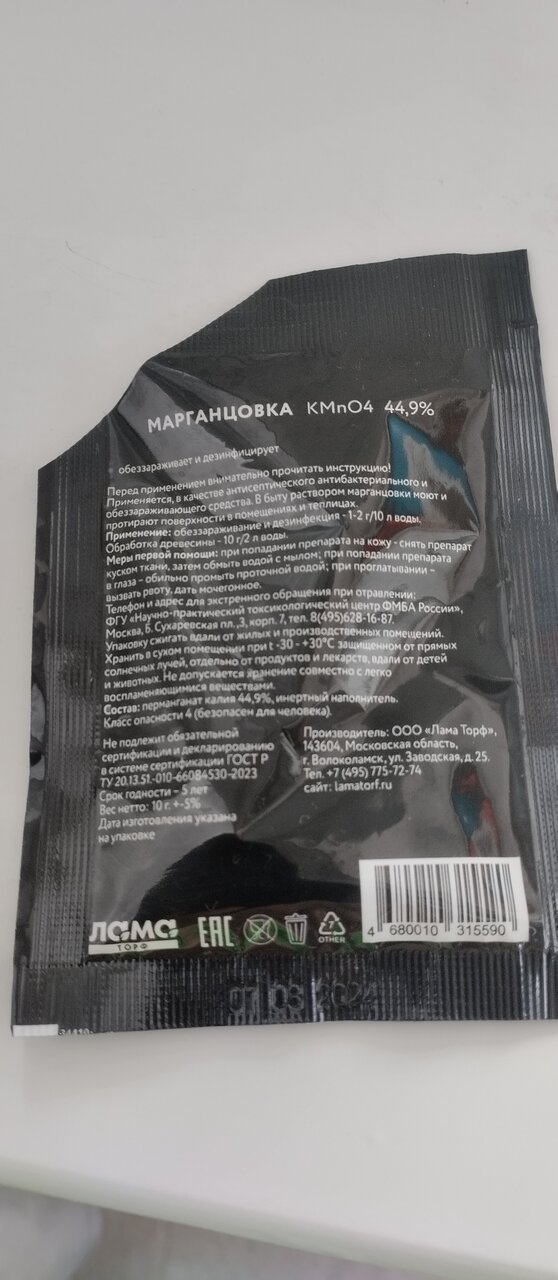 МАРГАНЦОВКА KMnO4 44,9%
обеззараживает и дезинфицирует
Перед применением внимательно прочитать инструкцию!
Применяется, в качестве антисептического антибактериального и
обеззараживающего средства. В быту раствором марганцовки моют и
протирают поверхности в помещениях и теплицах.
Применение: обеззараживание и дезинфекция - 1-2 г/10 л воды.
Обработка древесины - 10 г/2 л воды.
Меры первой помощи: при попадании препарата на кожу - снять препарат
куском ткани, затем обмыть водой с мылом; при попадании препарата
в глаза – обильно промыть проточной водой; при проглатывании –
вызвать рвоту, дать мочегонное.
Телефон и адрес для экстренного обращения при отравлении:
ФГУ «Научно-практический токсикологический центр ФМБА России»,
Москва, Б. Сухаревская пл.,3, корп. 7, тел. 8(495)628-16-87.
Упаковку сжигать вдали от жилых и производственных помещений.
Хранить в сухом помещении при t -30 - +30°С защищенном от прямых
солнечных лучей, отдельно от продуктов и лекарств, вдали от детей
и животных. Не допускается хранение совместно с легко
воспламеняющимися веществами.
Состав: перманганат калия 44,9%, инертный наполнитель.
Класс опасности 4 (безопасен для человека).
Не подлежит обязательной
сертификации и декларированию
в системе сертификации ГОСТ Р
ТУ 20.13.51-010-66084530-2023
Срок годности – 5 лет
Вес нетто: 10 г. +-5%
Дата изготовления указана
на упаковке
Производитель: ООО «Лама Торф»,
143604, Московская область,
г. Волоколамск, ул. Заводская, д. 25.
Тел. +7 (495) 775-72-74
сайт: lamatorf.ru
лама
ТОРФ
EAC
7
OTHER
4 680010 315590
07 03 2024